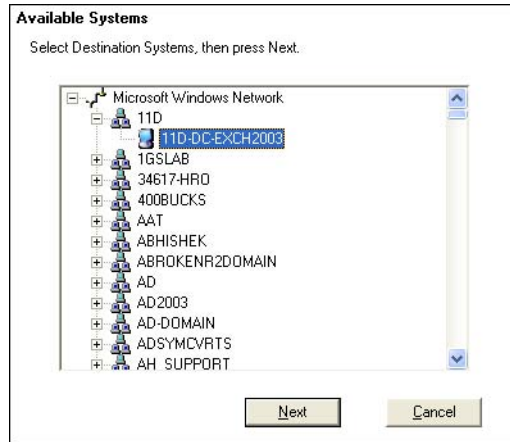 Available Systems
Select Destination Systems, then press Next.
Microsoft Windows Network
11D
11D-DC-EXCH2003
1GSLAB
34617-HRO
400BUCKS
AAT
ABHISHEK
ABROKENR2DOMAIN
AD
AD2003
AD-DOMAIN
ADSYMCVRTS
AH_SUPPORT
Next
Cancel